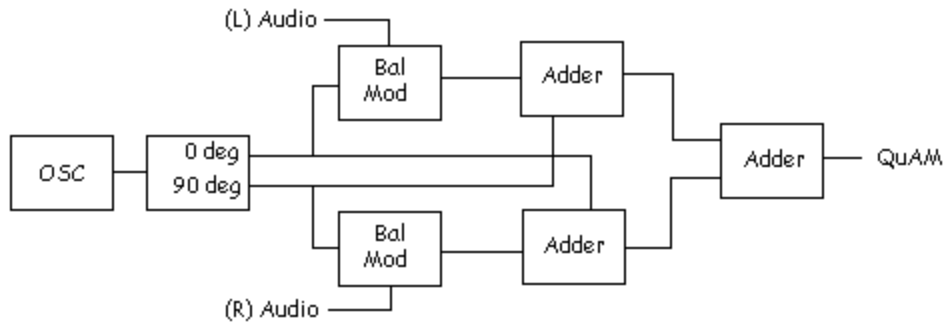 (L) Audio
Bal
Mod
Adder
OSC
0 deg
90 deg
Adder
QuAM
Bal
Mod
Adder
(R) Audio